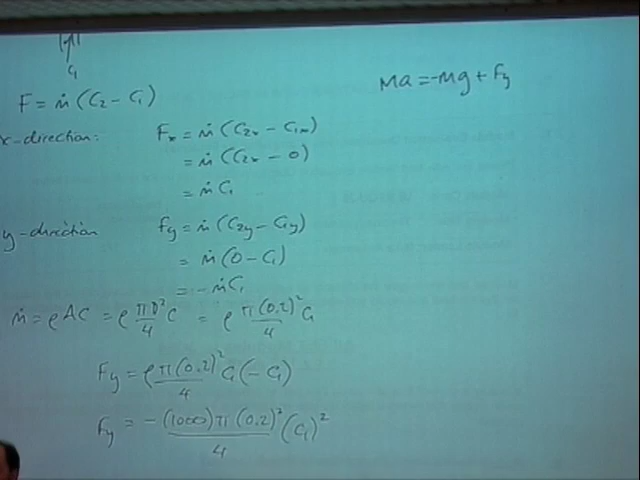 C₁
Ma = -Mg + Fy
F = ṁ (C₂ - C₁)
x-direction: Fx = ṁ (C₂x - C₁x)
= ṁ (C₂x - 0)
= ṁ C₁
y-direction Fy = ṁ (C₂y - C₁y)
= ṁ (0 - C₁)
= - ṁ C₁
ṁ = ρAC = ρ πD²/4 C = ρ π(0.2)²/4 C₁
Fy = ρ π(0.2)²/4 C₁ (-C₁)
Fy = -(1000) π (0.2)²/4 (C₁)²